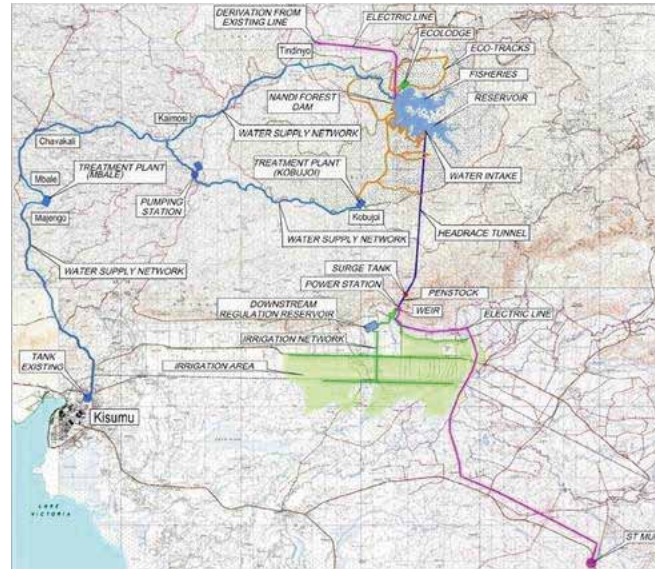 DERIVATION FROM
EXISTING LINE
ELECTRIC LINE
ECOLODGE
Tindinyo
ECO-TRACKS
FISHERIES
NANDI FOREST
DAM
RESERVOIR
Kaimosi
WATER SUPPLY NETWORK
Chavakali
TREATMENT PLANT
(MBALE)
Mbale
TREATMENT PLANT
(KOBUJOI)
WATER INTAKE
PUMPING
STATION
Majengo
Kobujoi
WATER SUPPLY NETWORK
HEADRACE TUNNEL
WATER SUPPLY NETWORK
SURGE TANK
POWER STATION
PENSTOCK
DOWNSTREAM
REGULATION RESERVOIR
WEIR
ELECTRIC LINE
IRRIGATION NETWORK
TANK
EXISTING
IRRIGATION AREA
Kisumu
LAKE
VICTORIA
ST MU